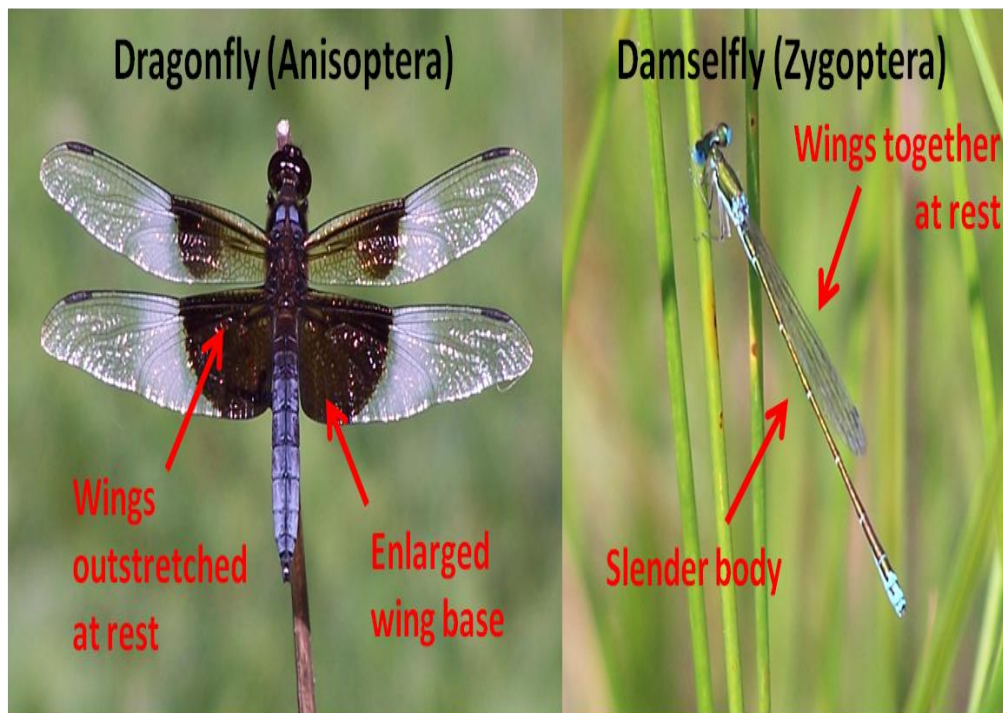 Dragonfly (Anisoptera)
Wings
outstretched
at rest
Enlarged
wing base
Damselfly (Zygoptera)
Wings together
at rest
Slender body